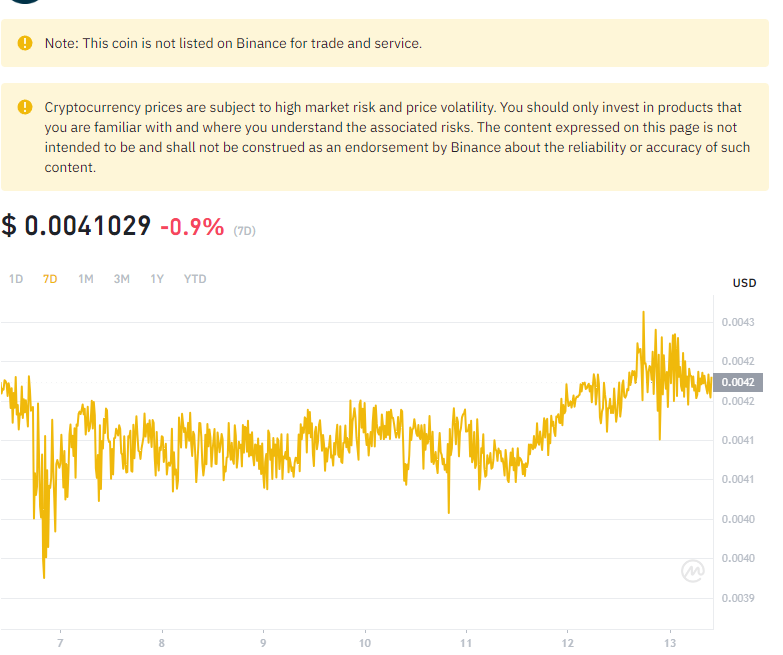 Note: This coin is not listed on Binance for trade and service.
Cryptocurrency prices are subject to high market risk and price volatility. You should only invest in products that
you are familiar with and where you understand the associated risks. The content expressed on this page is not
intended to be and shall not be construed as an endorsement by Binance about the reliability or accuracy of such
content.
$ 0.0041029 -0.9% (7D)
1D 7D 1M 3M 1Y YTD
USD
0.0043
0.0042
0.0042
0.0042
0.0041
0.0041
0.0040
0.0040
0.0039
7 8 9 10 11 12 13